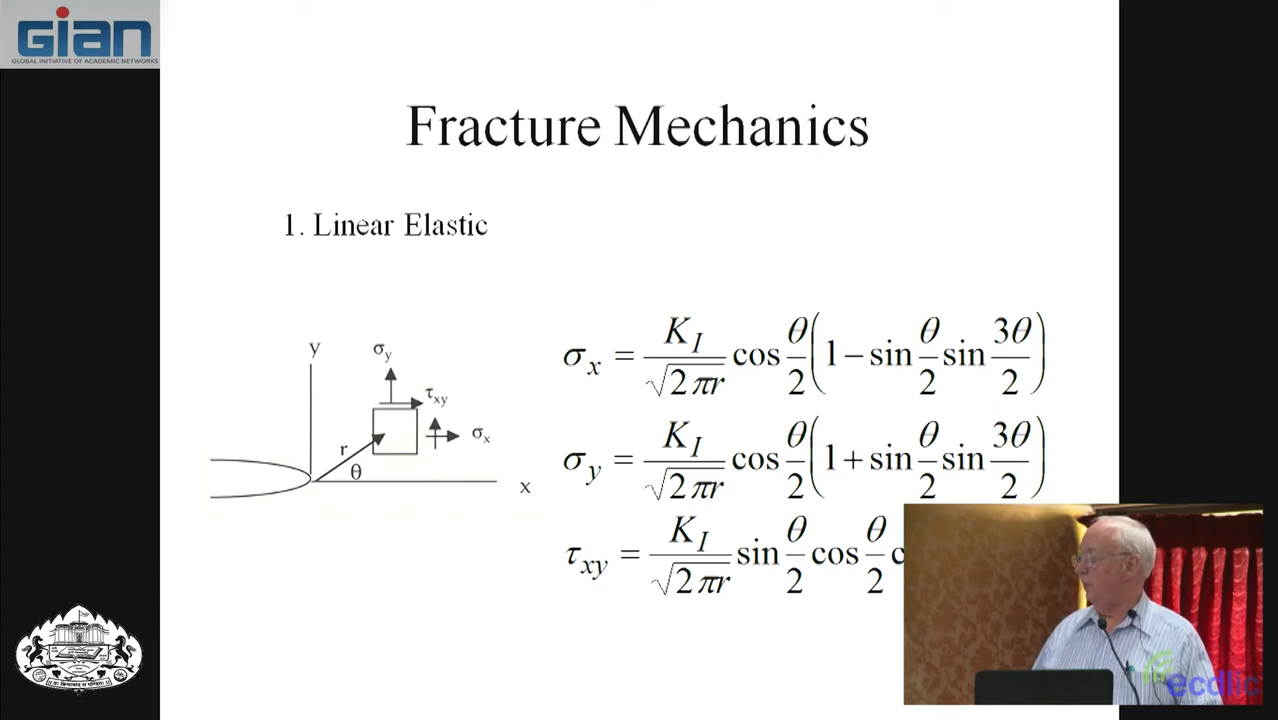 GIAN
GLOBAL INITIATIVE OF ACADEMIC NETWORKS
Fracture Mechanics
1. Linear Elastic
y
σy
τxy
σx
r
θ
x
σx = KI/√2πr cos θ/2 (1 − sin θ/2 sin 3θ/2)
σy = KI/√2πr cos θ/2 (1 + sin θ/2 sin 3θ/2)
τxy = KI/√2πr sin θ/2 cos θ/2 c
ecdlic